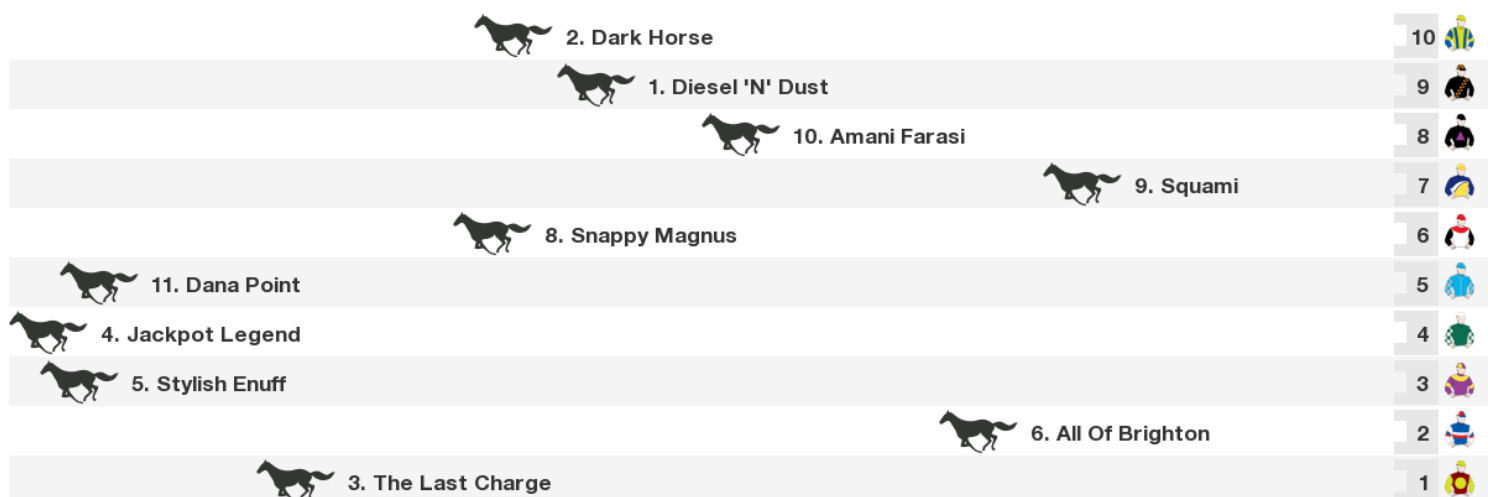 2. Dark Horse 10
1. Diesel 'N' Dust 9
10. Amani Farasi 8
9. Squami 7
8. Snappy Magnus 6
11. Dana Point 5
4. Jackpot Legend 4
5. Stylish Enuff 3
6. All Of Brighton 2
3. The Last Charge 1